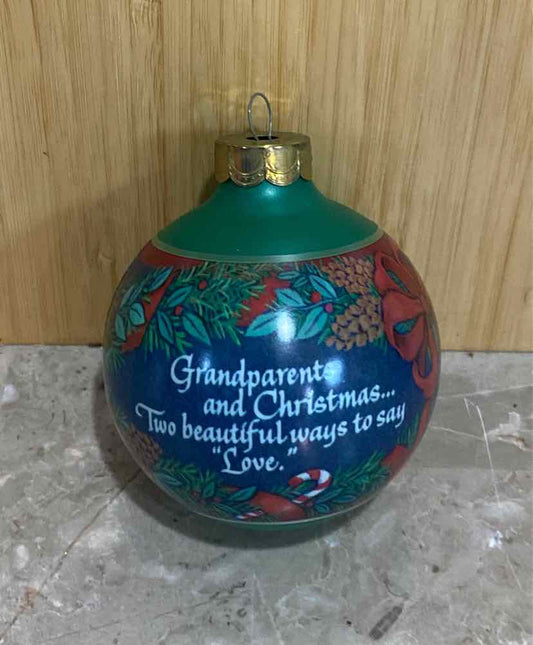 Grandparents
and Christmas...
Two beautiful ways to say
"Love."